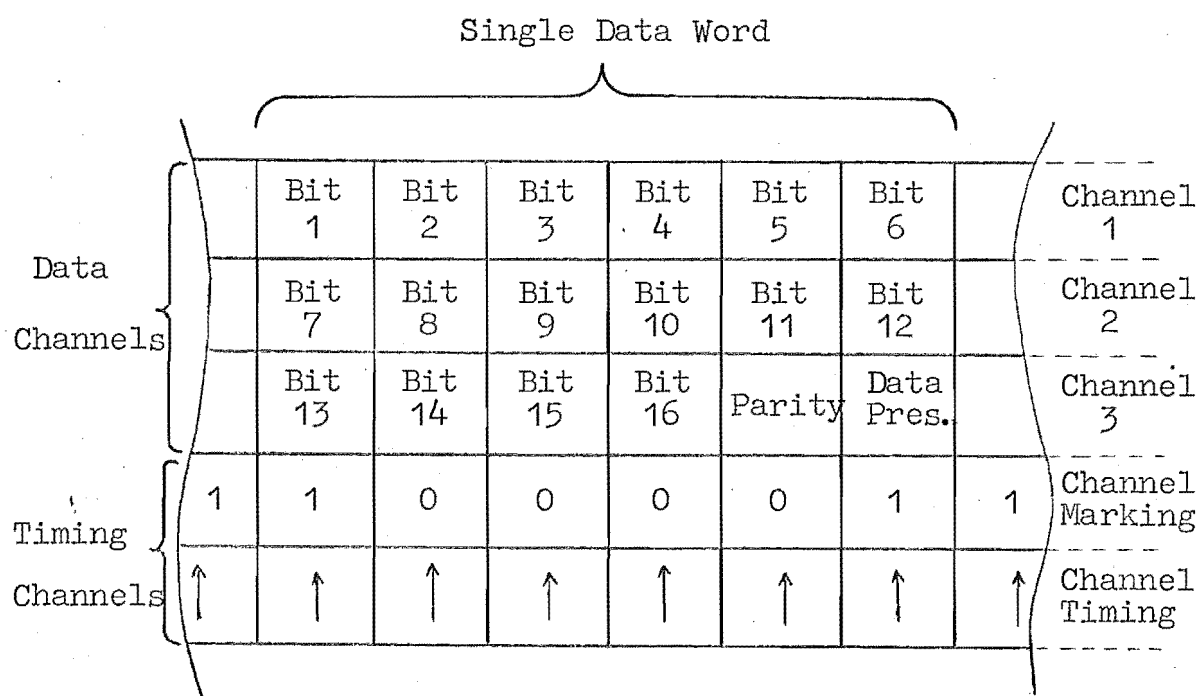 Single Data Word
Data
Channels
Bit 1 Bit 2 Bit 3 Bit 4 Bit 5 Bit 6 Channel 1
Bit 7 Bit 8 Bit 9 Bit 10 Bit 11 Bit 12 Channel 2
Bit 13 Bit 14 Bit 15 Bit 16 Parity Data Pres. Channel 3
Timing
Channels
1 1 0 0 0 0 1 1 Channel Marking
↑ ↑ ↑ ↑ ↑ ↑ ↑ ↑ Channel Timing